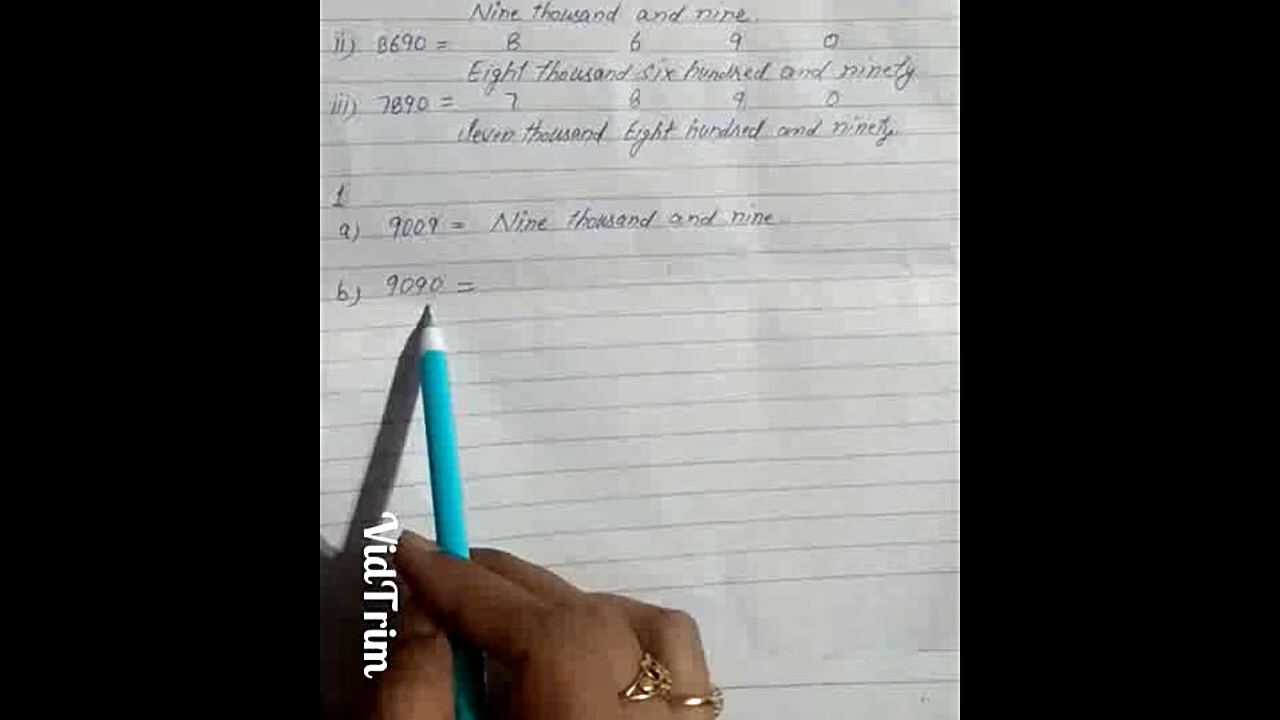 Nine thousand and nine.
ii) 8690 = 8 6 9 0
Eight thousand six hundred and ninety
iii) 7890 = 7 8 9 0
Seven thousand Eight hundred and ninety.
1
a) 9009 = Nine thousand and nine
b) 9090 =
VidTrim